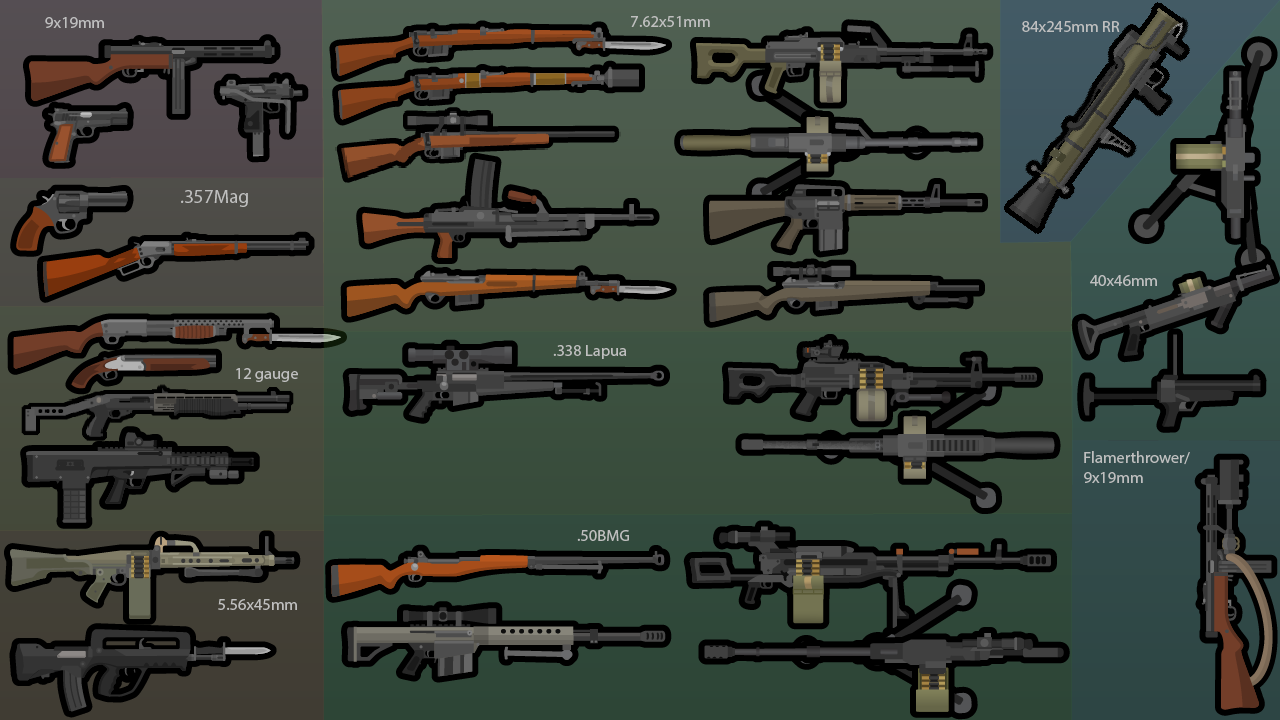 9x19mm
7.62x51mm
84x245mm RR
.357Mag
40x46mm
.338 Lapua
12 gauge
Flamerthrower/
9x19mm
.50BMG
5.56x45mm